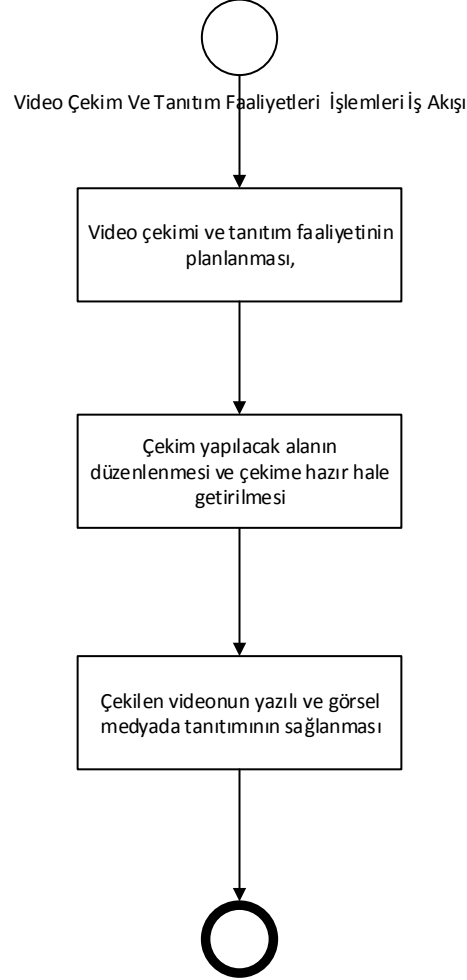 Video Çekim Ve Tanıtım Faaliyetleri İşlemleri İş Akışı
Video çekimi ve tanıtım faaliyetinin
planlanması,
Çekim yapılacak alanın
düzenlenmesi ve çekime hazır hale
getirilmesi
Çekilen videonun yazılı ve görsel
medyada tanıtımının sağlanması